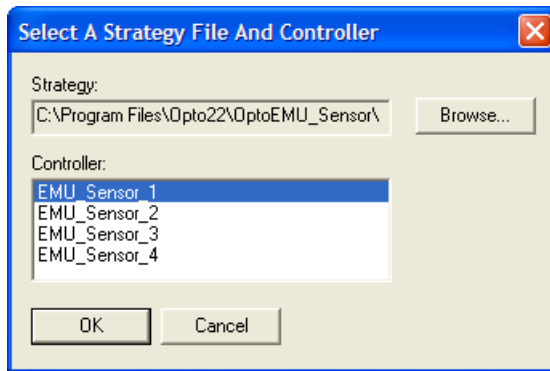 Select A Strategy File And Controller
Strategy:
C:\Program Files\Opto22\OptoEMU_Sensor\
Browse...
Controller:
EMU_Sensor_1
EMU_Sensor_2
EMU_Sensor_3
EMU_Sensor_4
OK
Cancel